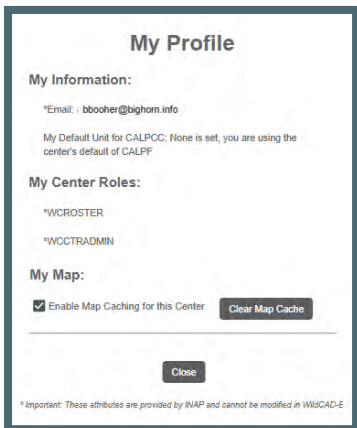 My Profile
My Information:
*Email: bbooher@bighorn.info
My Default Unit for CALPCC: None is set, you are using the
center's default of CALPF
My Center Roles:
*WCROSTER
*WCCTRADMIN
My Map:
Enable Map Caching for this Center
Clear Map Cache
Close
* Important: These attributes are provided by INAP and cannot be modified in WildCAD-E